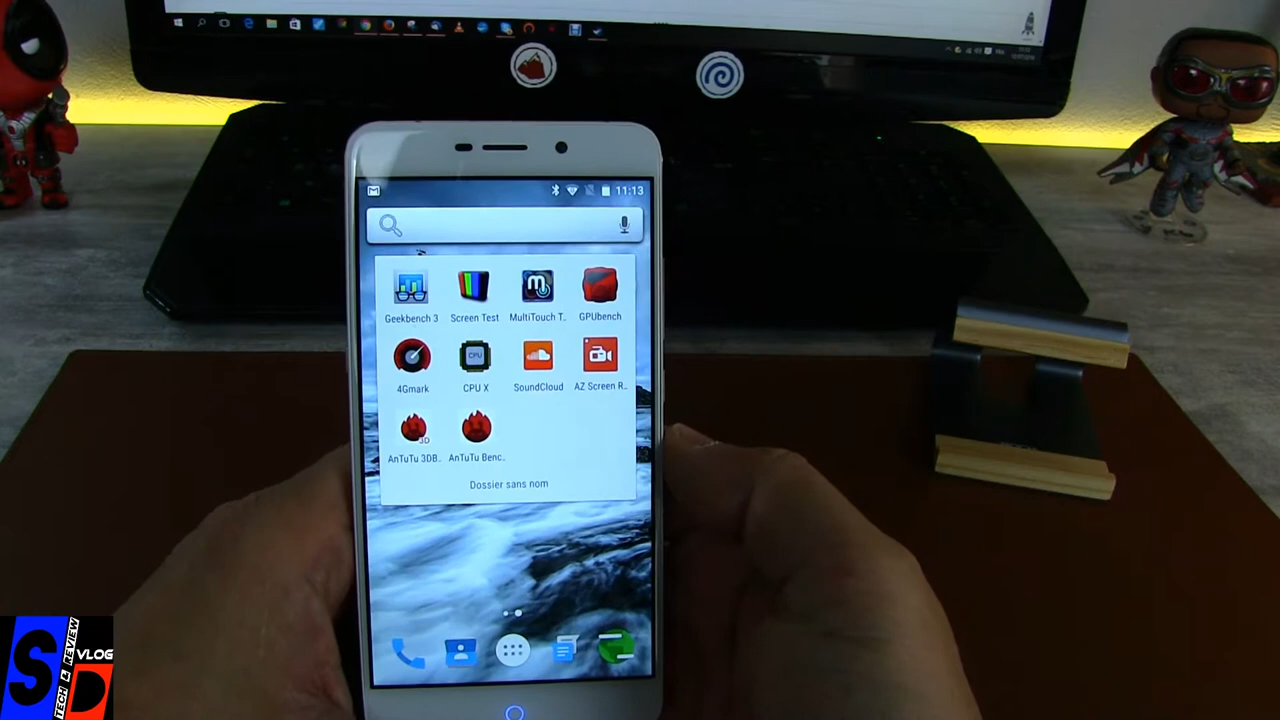 11:13
Geekbench 3
Screen Test
MultiTouch T..
GPUbench
4Gmark
CPU X
SoundCloud
AZ Screen R..
AnTuTu 3DB..
AnTuTu Benc..
Dossier sans nom
SD
TECH & REVIEW
VLOG